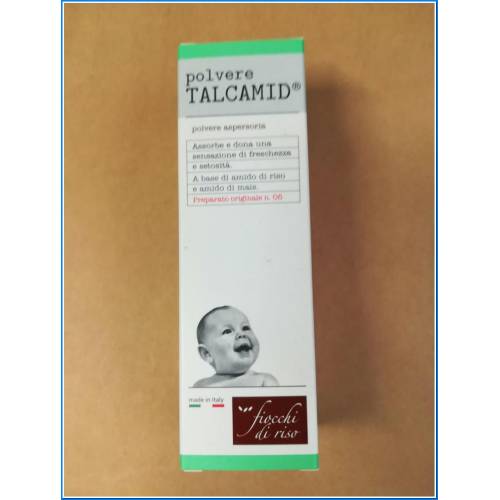 polvere
TALCAMID®
polvere aspersoria
Assorbe e dona una
sensazione di freschezza
e setosità.
A base di amido di riso
e amido di mais.
Preparato originale n. 06
made in Italy
fiocchi
di riso